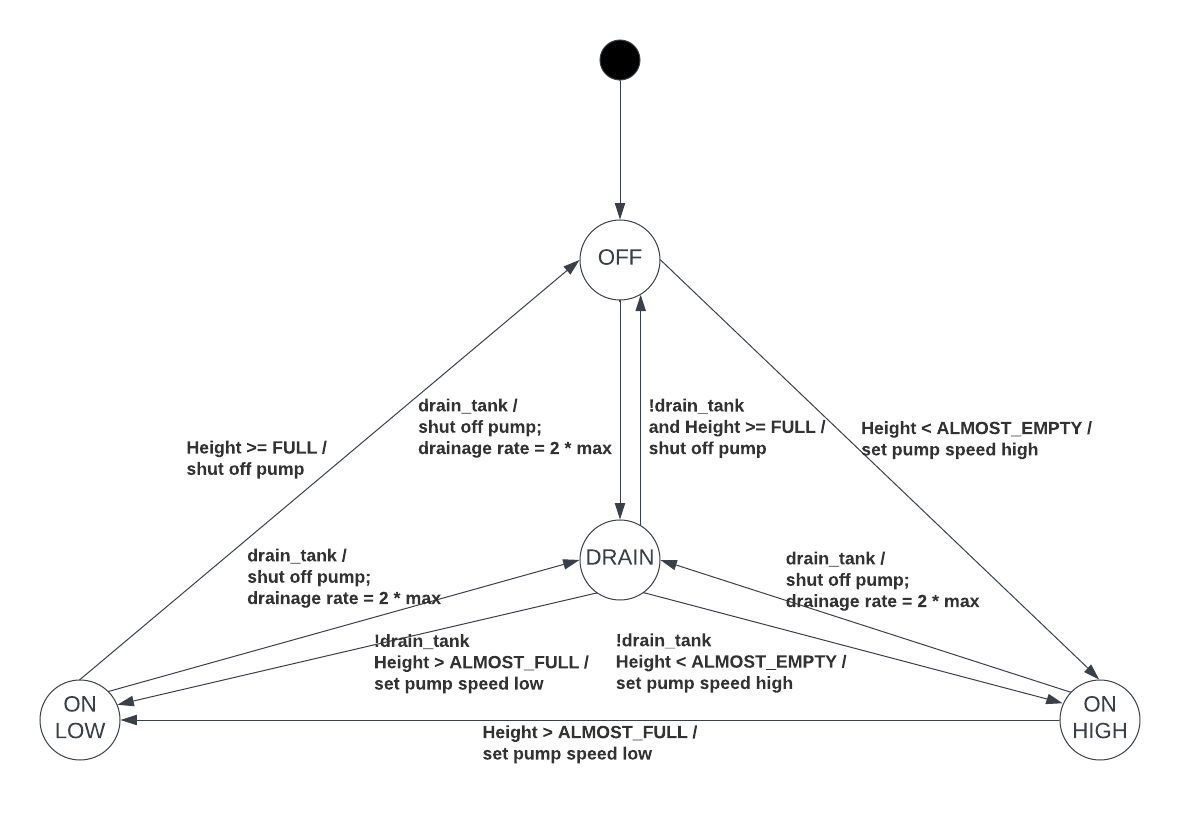 OFF
drain_tank /
shut off pump;
drainage rate = 2 * max
!drain_tank
and Height >= FULL /
shut off pump
Height < ALMOST_EMPTY /
set pump speed high
Height >= FULL /
shut off pump
DRAIN
drain_tank /
shut off pump;
drainage rate = 2 * max
drain_tank /
shut off pump;
drainage rate = 2 * max
!drain_tank
Height > ALMOST_FULL /
set pump speed low
!drain_tank
Height < ALMOST_EMPTY /
set pump speed high
ON
LOW
ON
HIGH
Height > ALMOST_FULL /
set pump speed low